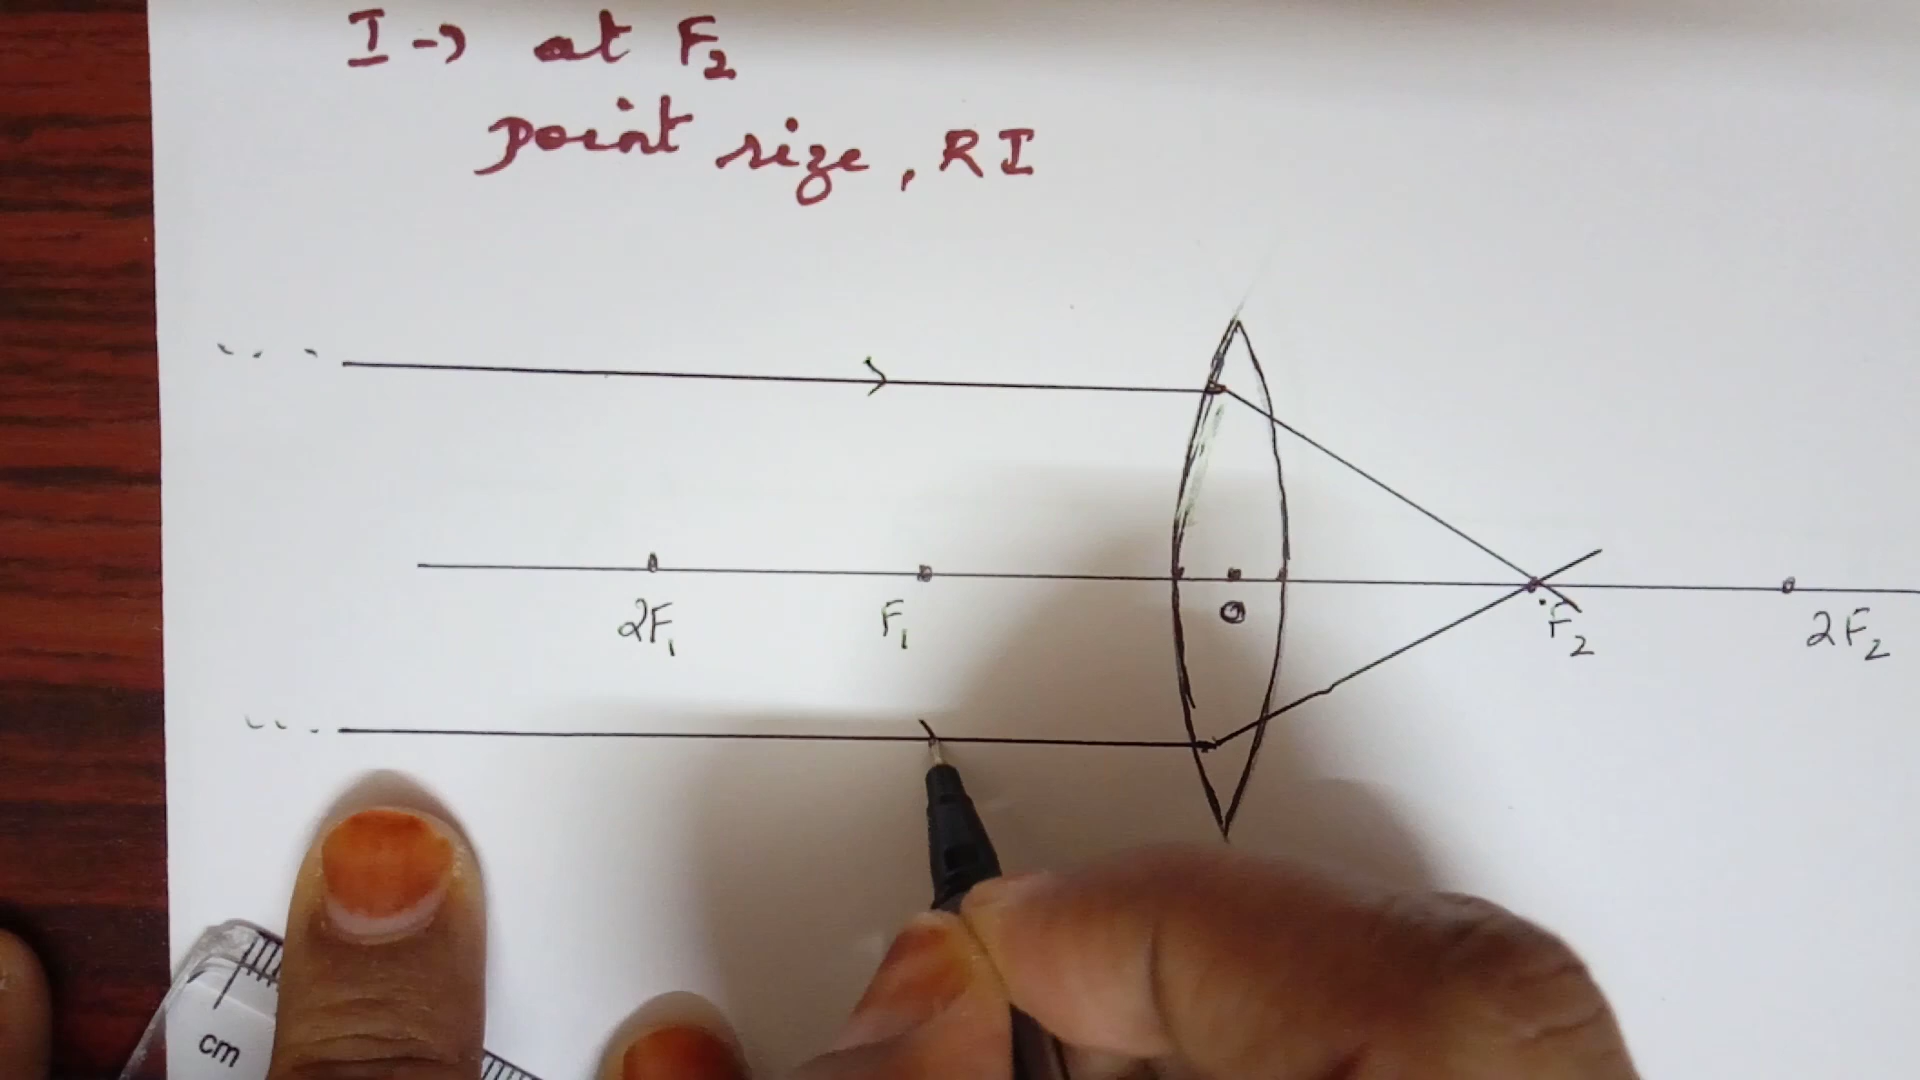 I → at F₂
point size, RI
2F₁ F₁ O F₂ 2F₂
cm